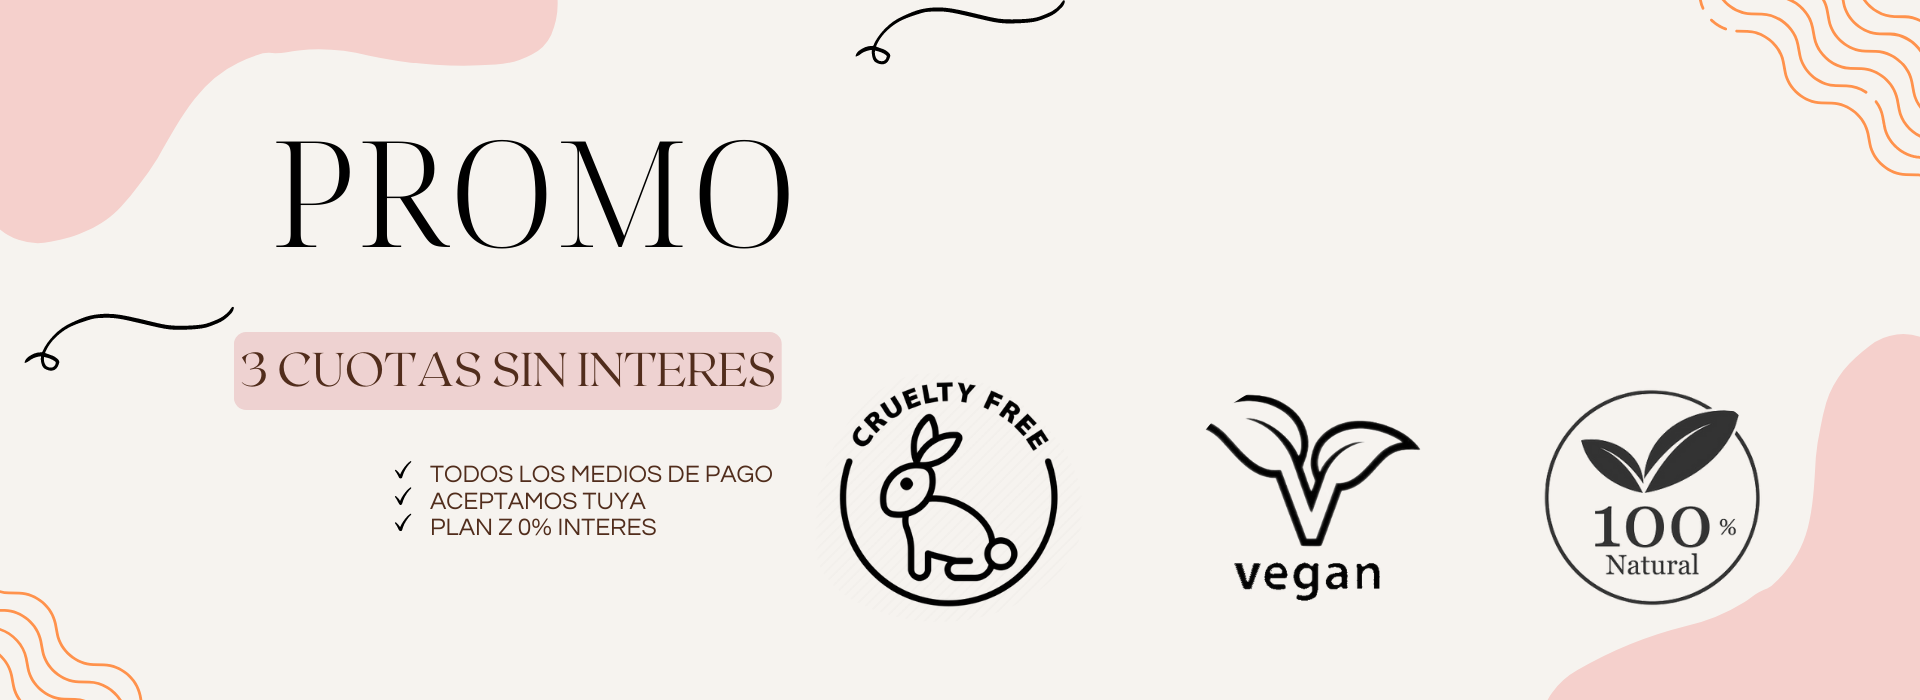 PROMO
3 CUOTAS SIN INTERES
✓ TODOS LOS MEDIOS DE PAGO
✓ ACEPTAMOS TUYA
✓ PLAN Z 0% INTERES
CRUELTY FREE
vegan
100 %
Natural